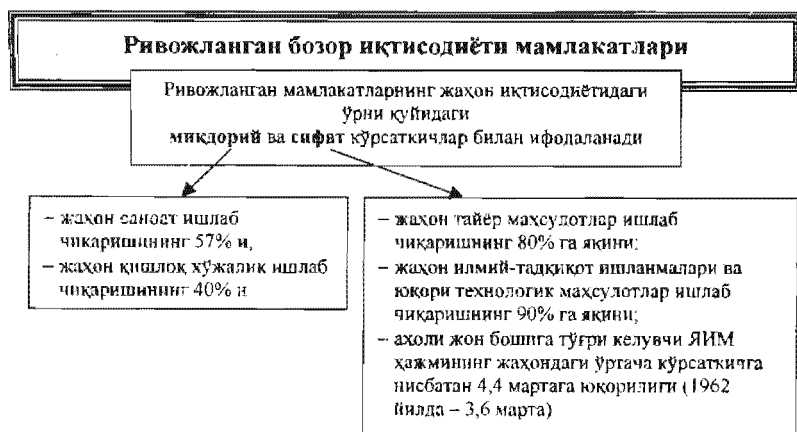 Ривожланган бозор иқтисодиёти мамлакатлари
Ривожланган мамлакатларнинг жаҳон иқтисодиётидаги
ўрни қуйидаги
миқдорий ва сифат кўрсаткичлар билан ифодаланади
– жаҳон саноат ишлаб
чиқаришининг 57% и,
– жаҳон қишлоқ хўжалик ишлаб
чиқаришининг 40% и
– жаҳон тайёр маҳсулотлар ишлаб
чиқаришнинг 80% га яқини;
– жаҳон илмий-тадқиқот ишланмалари ва
юқори технологик маҳсулотлар ишлаб
чиқаришнинг 90% га яқини;
– аҳоли жон бошига тўғри келувчи ЯИМ
ҳажмининг жаҳондаги ўртача кўрсаткичга
нисбатан 4,4 мартага юқорилиги (1962
йилда – 3,6 марта)